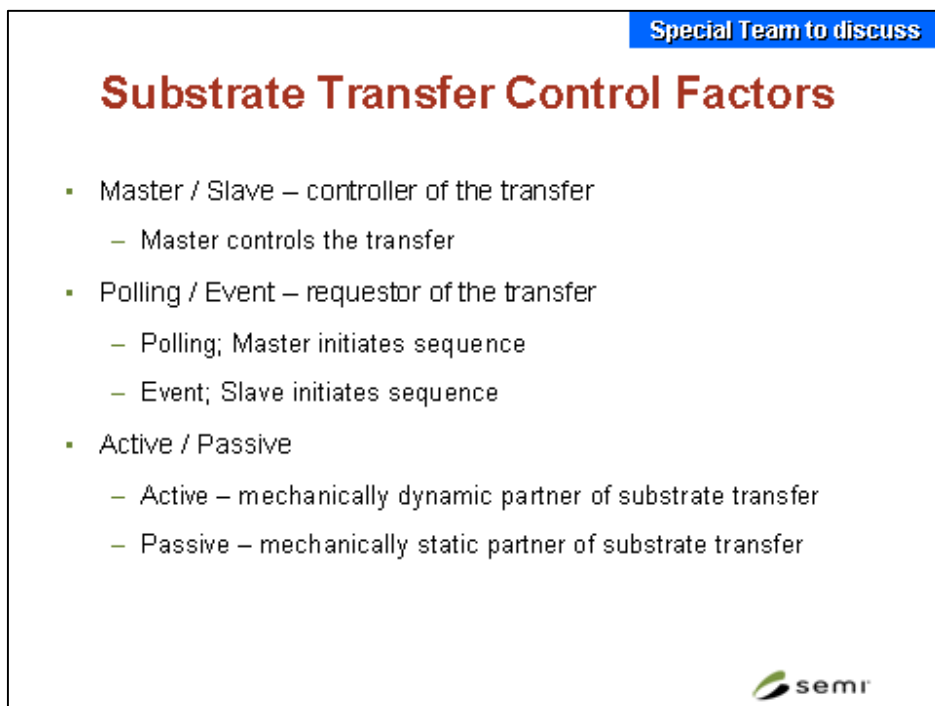 Special Team to discuss
Substrate Transfer Control Factors
▪ Master / Slave – controller of the transfer
– Master controls the transfer
▪ Polling / Event – requestor of the transfer
– Polling; Master initiates sequence
– Event; Slave initiates sequence
▪ Active / Passive
– Active – mechanically dynamic partner of substrate transfer
– Passive – mechanically static partner of substrate transfer
semi